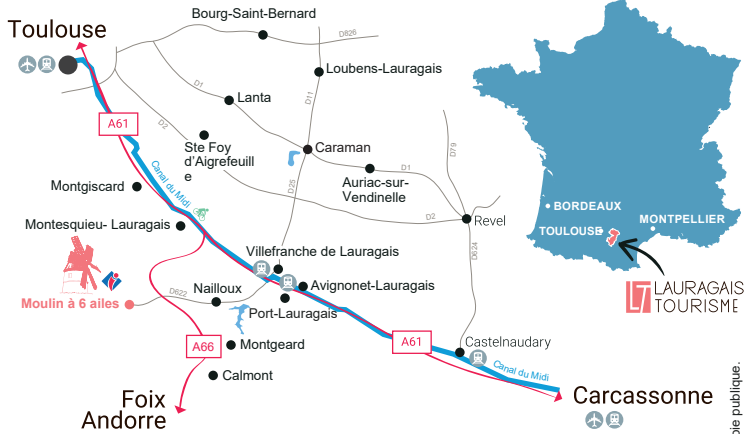 Bourg-Saint-Bernard
Toulouse
D826
Loubens-Lauragais
D1
D11
Lanta
A61
D2
Ste Foy
d'Aigrefeuill
e
Caraman
D79
D1
Canal du Midi
D25
Auriac-sur-
Vendinelle
Montgiscard
BORDEAUX
D2
Revel
MONTPELLIER
TOULOUSE
Montesquieu- Lauragais
Villefranche de Lauragais
D624
LT
LAURAGAIS
TOURISME
Moulin à 6 ailes
D622
Nailloux
Avignonet-Lauragais
Port-Lauragais
A66
Montgeard
A61
Castelnaudary
Calmont
Canal du Midi
Foix
Andorre
Carcassonne
oie publique.